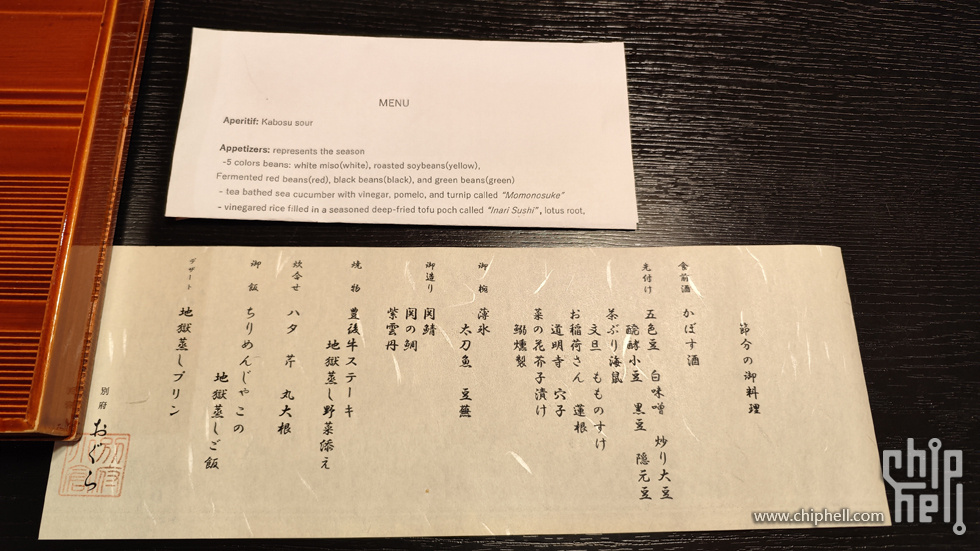 MENU
Aperitif: Kabosu sour
Appetizers: represents the season
-5 colors beans: white miso(white), roasted soybeans(yellow),
Fermented red beans(red), black beans(black), and green beans(green)
- tea bathed sea cucumber with vinegar, pomelo, and turnip called "Momonosuke"
- vinegared rice filled in a seasoned deep-fried tofu poch called "Inari Sushi", lotus root,
節分の御料理
食前酒 かぼす酒
先付け 五色豆 白味噌 炒り大豆
醗酵小豆 黒豆 隠元豆
茶ぶり海鼠
文旦 もものすけ
お稲荷さん 蓮根
道明寺 穴子
菜の花芥子漬け
鰯燻製
御椀 薄氷
太刀魚 豆蕪
御造り 関鯖
関の鯛
紫雲丹
焼物 豊後牛ステーキ
地獄蒸し野菜添え
炊合せ ハタ 芹 丸大根
御飯 ちりめんじゃこの
地獄蒸しご飯
デザート 地獄蒸しプリン
別府 おぐら
chip hell
www.chiphell.com